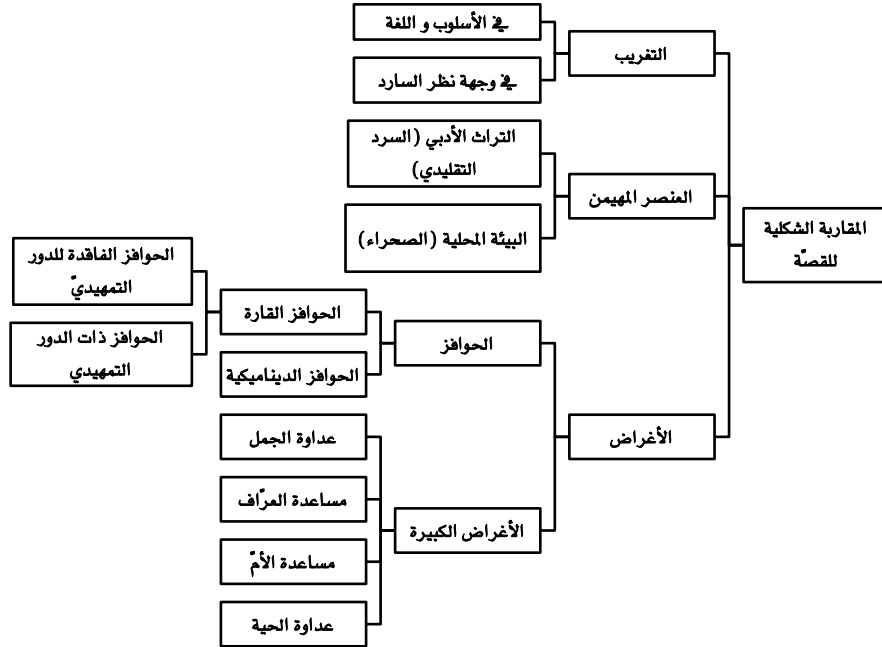 المقاربة الشكلية
للقصّة
التغريب
في الأسلوب و اللغة
في وجهة نظر السارد
العنصر المهيمن
التراث الأدبي (السرد
التقليدي)
البيئة المحلية (الصحراء)
الأغراض
الحوافز
الحوافز القارة
الحوافز الفاقدة للدور
التمهيديّ
الحوافز ذات الدور
التمهيدي
الحوافز الديناميكية
الأغراض الكبيرة
عداوة الجمل
مساعدة العرّاف
مساعدة الأمّ
عداوة الحية